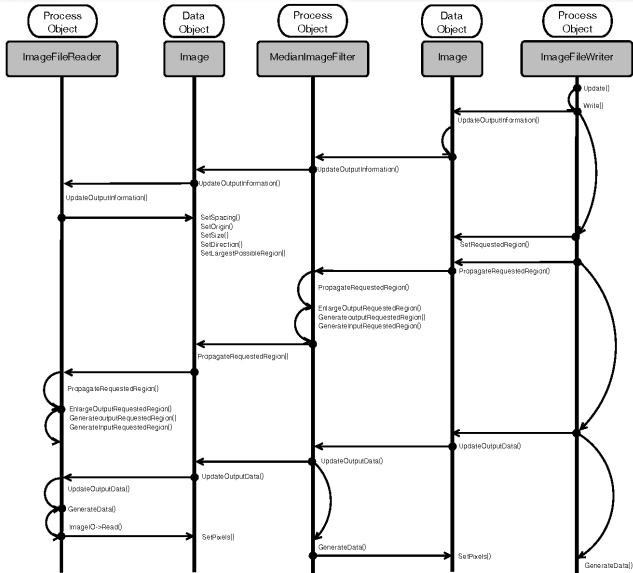 Process
Object
Data
Object
Process
Object
Data
Object
Process
Object
ImageFileReader
Image
MedianImageFilter
Image
ImageFileWriter
Update()
Write()
UpdateOutputInformation()
UpdateOutputInformation()
UpdateOutputInformation()
UpdateOutputInformation()
SetSpacing()
SetOrigin()
SetSize()
SetDirection()
SetLargestPossibleRegion()
SetRequestedRegion()
PropagateRequestedRegion()
PropagateRequestedRegion()
EnlargeOutputRequestedRegion()
GenerateoutputRequestedRegion()
GenerateInputRequestedRegion()
PropagateRequestedRegion()
PropagateRequestedRegion()
EnlargeOutputRequestedRegion()
GenerateoutputRequestedRegion()
GenerateInputRequestedRegion()
UpdateOutputData()
UpdateOutputData()
UpdateOutputData()
UpdateOutputData()
GenerateData()
ImageIO->Read()
SetPixels()
GenerateData()
SetPixels()
GenerateData()